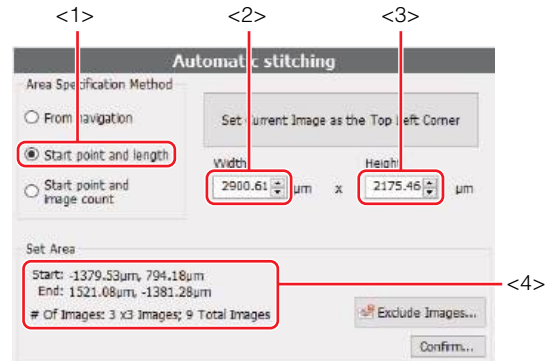 <1> <2> <3>
Automatic stitching
Area Specification Method
From navigation
Set Current Image as the Top Left Corner
Start point and length
Width
Height
2900.61 μm x 2175.46 μm
Start point and
image count
Set Area
Start: -1379.53μm, 794.18μm
<4>
End: 1521.08μm, -1381.28μm
# Of Images: 3 x3 Images; 9 Total Images
Exclude Images...
Confirm...